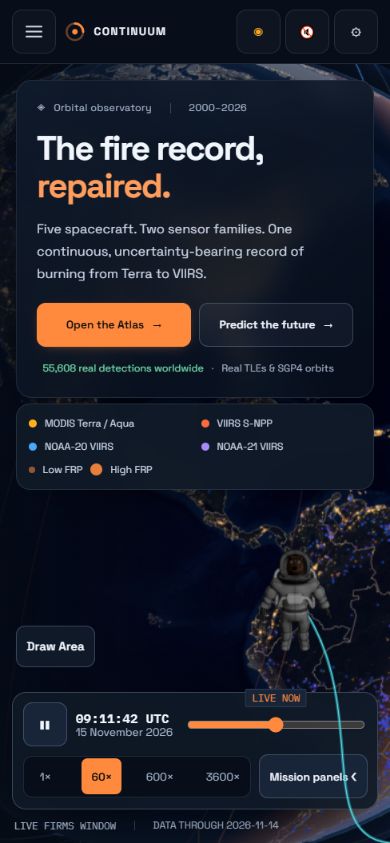 CONTINUUM
Orbital observatory | 2000–2026
The fire record,
repaired.
Five spacecraft. Two sensor families. One
continuous, uncertainty-bearing record of
burning from Terra to VIIRS.
Open the Atlas →
Predict the future →
55,608 real detections worldwide · Real TLEs & SGP4 orbits
MODIS Terra / Aqua
VIIRS S-NPP
NOAA-20 VIIRS
NOAA-21 VIIRS
Low FRP
High FRP
Draw Area
LIVE NOW
09:11:42 UTC
15 November 2026
1×
60×
600×
3600×
Mission panels
LIVE FIRMS WINDOW | DATA THROUGH 2026-11-14